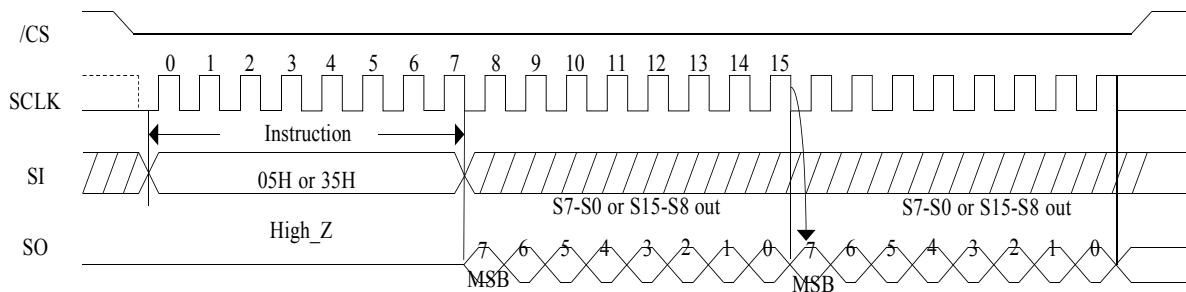 /CS
0 1 2 3 4 5 6 7 8 9 10 11 12 13 14 15
SCLK
Instruction
SI
05H or 35H
S7-S0 or S15-S8 out S7-S0 or S15-S8 out
High_Z
SO
7 6 5 4 3 2 1 0 7 6 5 4 3 2 1 0
MSB MSB